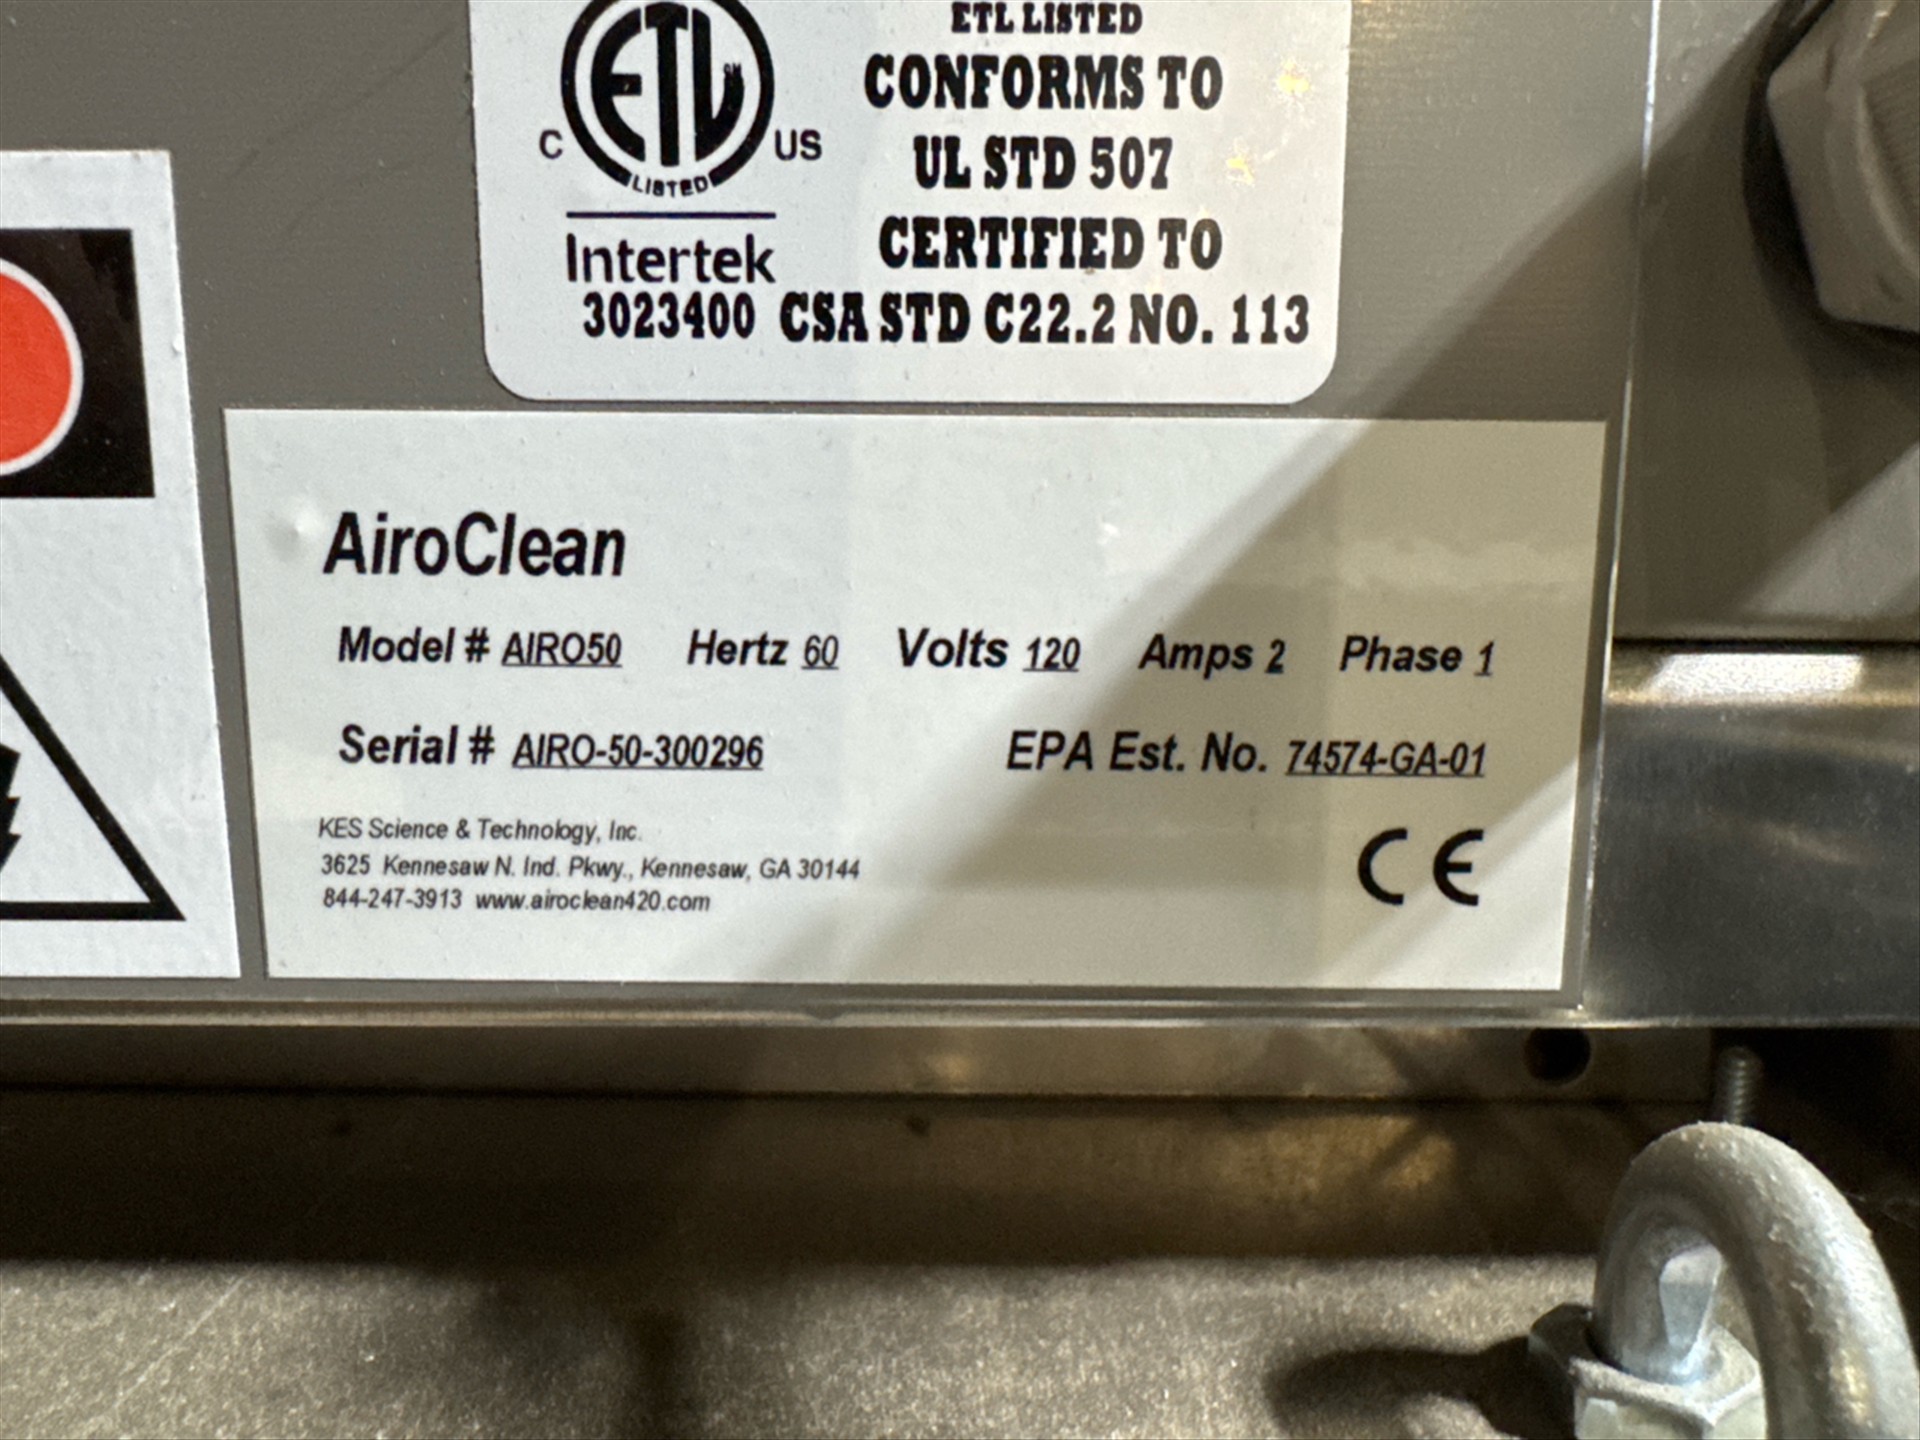 ETL LISTED
CONFORMS TO
UL STD 507
CERTIFIED TO
CSA STD C22.2 NO. 113
ETL
CM
LISTED
C US
Intertek
3023400
AiroClean
Model # AIRO50 Hertz 60 Volts 120 Amps 2 Phase 1
Serial # AIRO-50-300296 EPA Est. No. 74574-GA-01
KES Science & Technology, Inc.
3625 Kennesaw N. Ind. Pkwy., Kennesaw, GA 30144
844-247-3913 www.airoclean420.com
CE